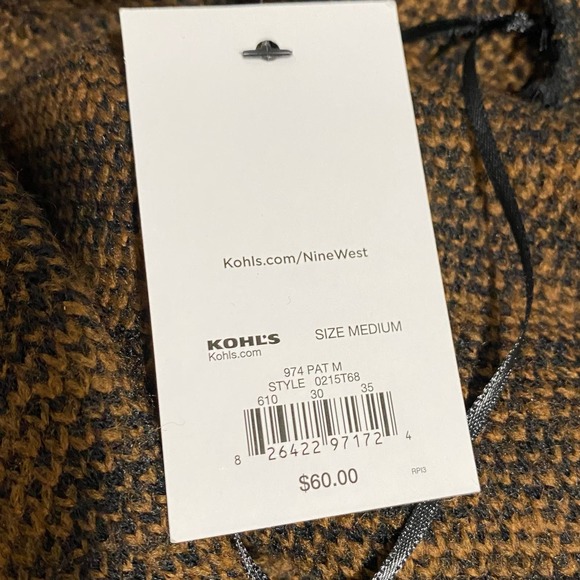 Kohls.com/NineWest
KOHL'S SIZE MEDIUM
Kohls.com
974 PAT M
STYLE 0215T68
610 30 35
8 26422 97172 4
$60.00 RPI3